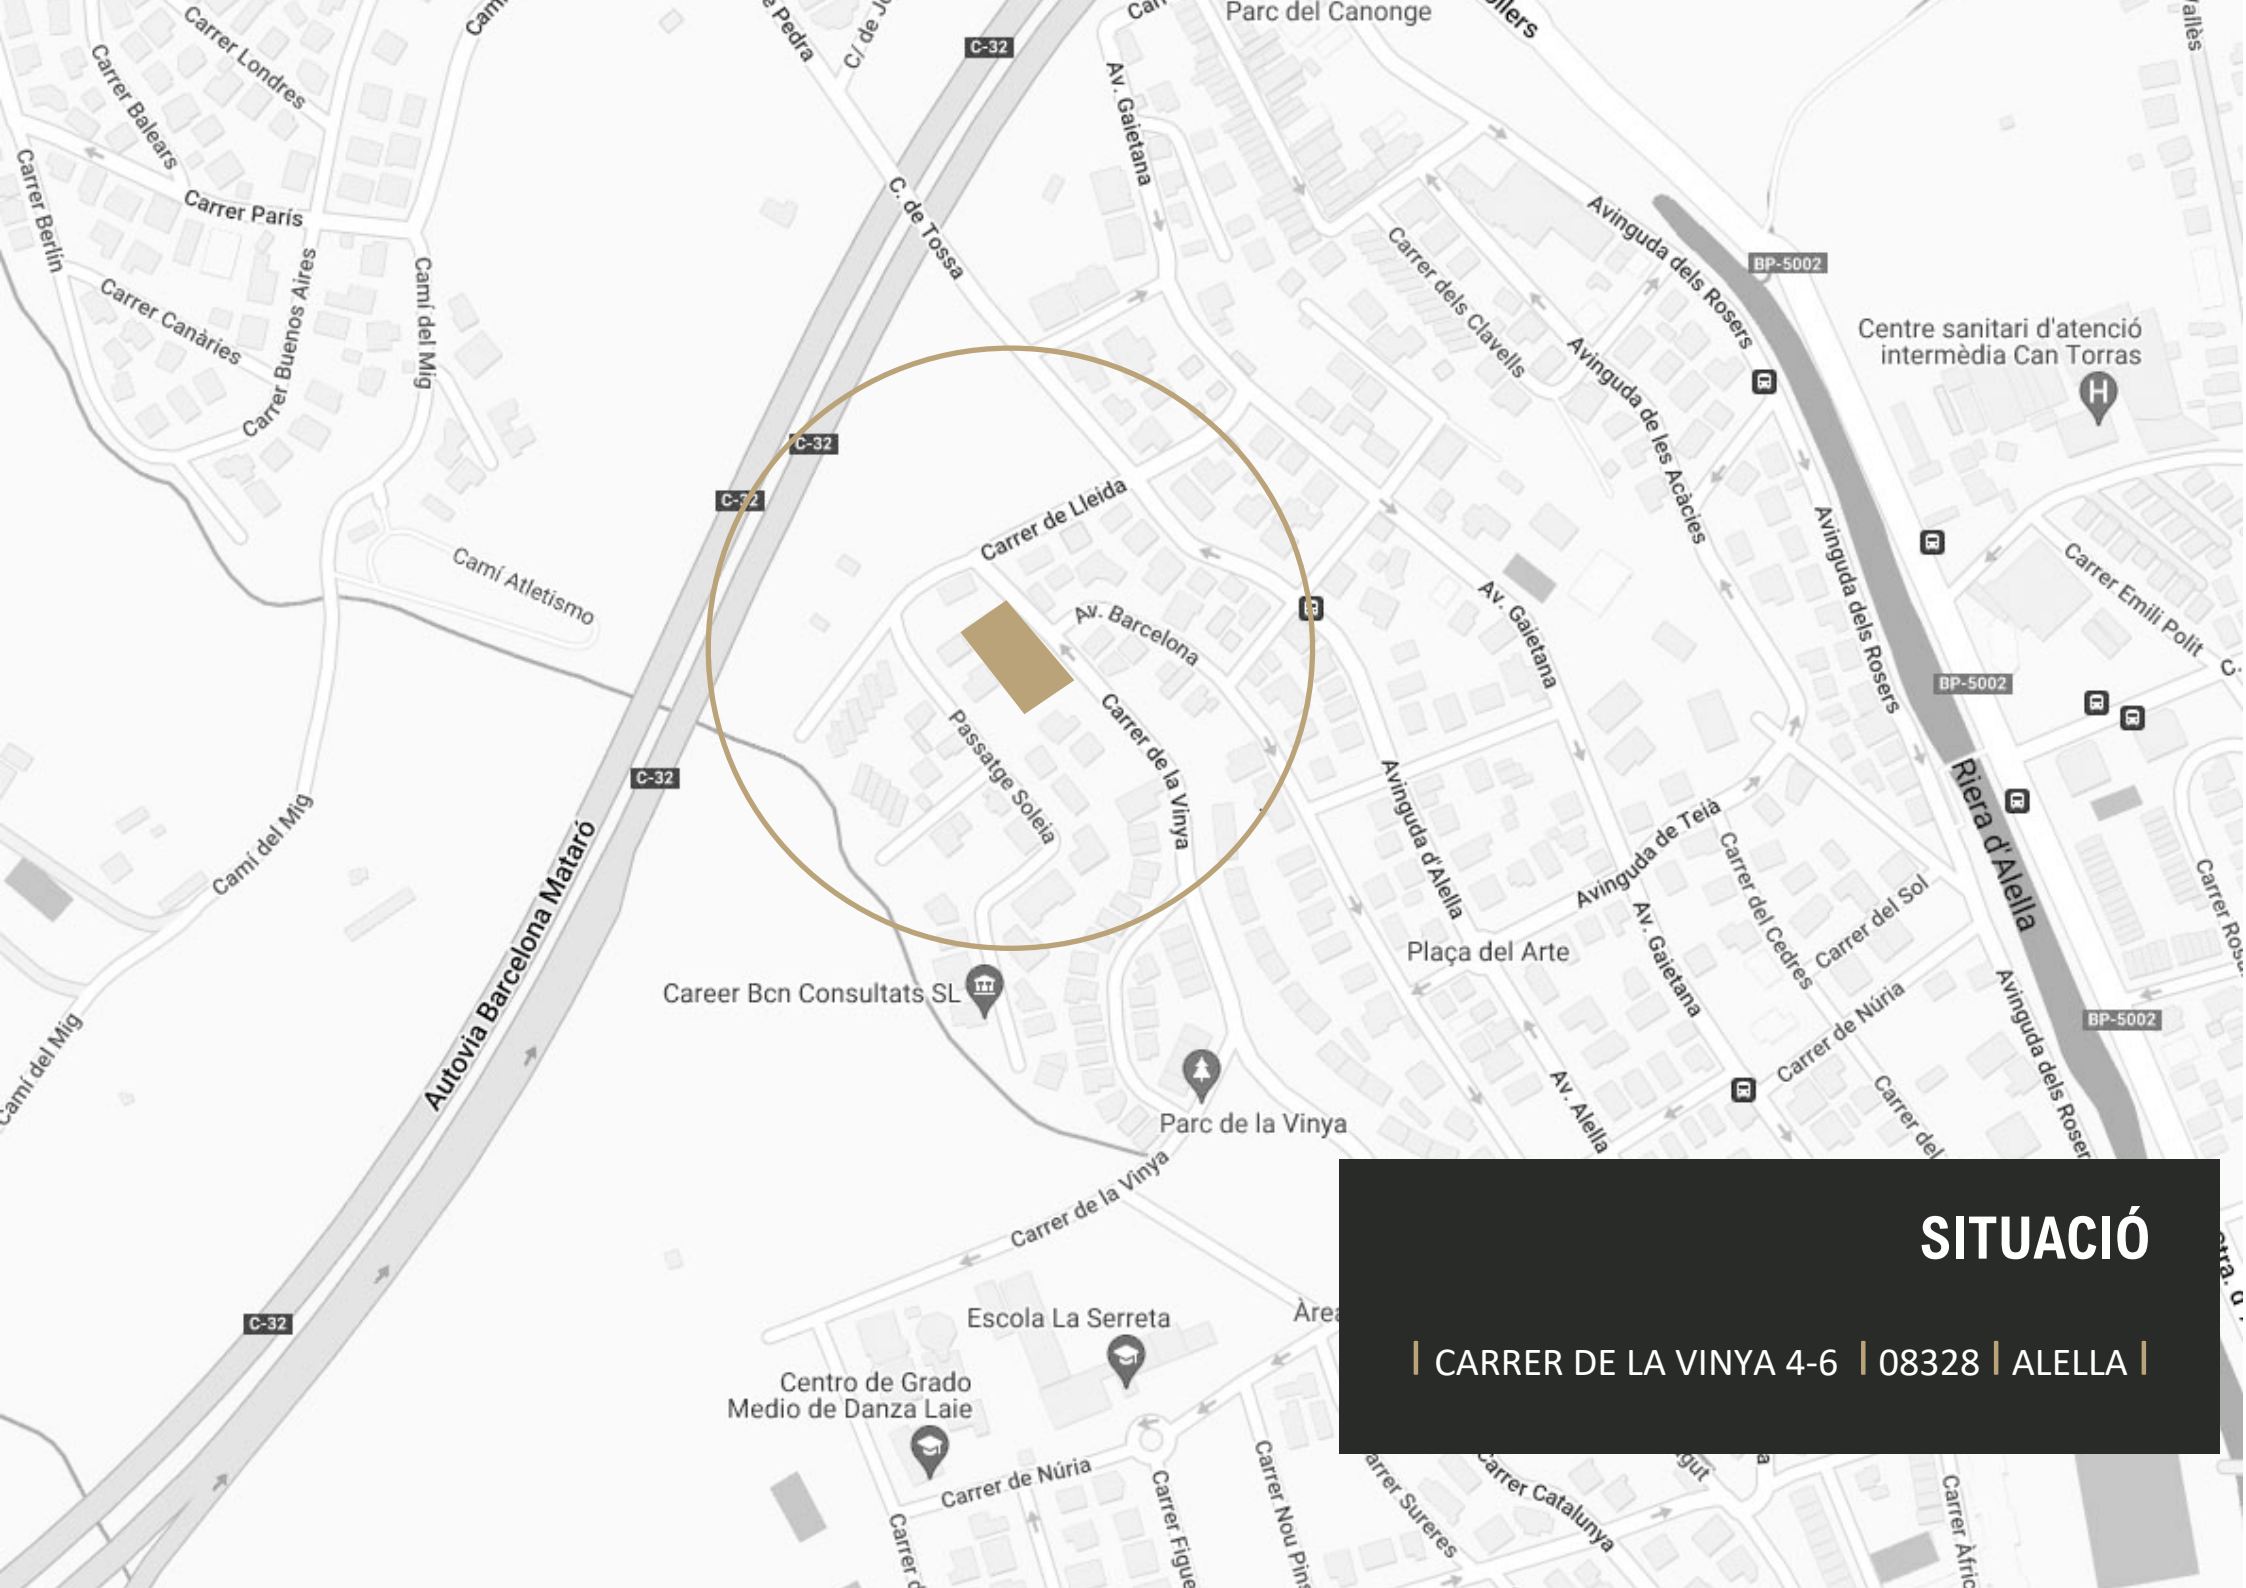 Parc del Canonge
C-32
Carrer Londres
Carrer Balears
C/ de
Pedra
Av. Gaietana
Carrer Berlín
Carrer París
C. de Tossa
Carrer Canàries
Carrer Buenos Aires
Camí del Mig
Carrer dels Clavells
Avinguda dels Rosers
BP-5002
Centre sanitari d'atenció
intermèdia Can Torras
Avinguda de les Acàcies
C-32
C-32
Carrer de Lleida
Camí Atletismo
Av. Barcelona
Av. Gaietana
Avinguda dels Rosers
Carrer Emili Polit
C.
BP-5002
Carrer de la Vinya
Passatge Soleia
C-32
Camí del Mig
Autovia Barcelona Mataró
Avinguda d'Alella
Avinguda de Teià
Riera d'Alella
Carrer del Cedres
Carrer del Sol
Plaça del Arte
Av. Gaietana
Career Bcn Consultats SL
Carrer de Núria
Avinguda dels Roser
BP-5002
Camí del Mig
Parc de la Vinya
Av. Alella
Carrer del
Carrer de la Vinya
SITUACIÓ
CARRER DE LA VINYA 4-6 | 08328 | ALELLA
C-32
Escola La Serreta
Centro de Grado
Medio de Danza Laie
Carrer de Núria
Carrer Nou Pins
Carrer Catalunya
Carrer Àfric